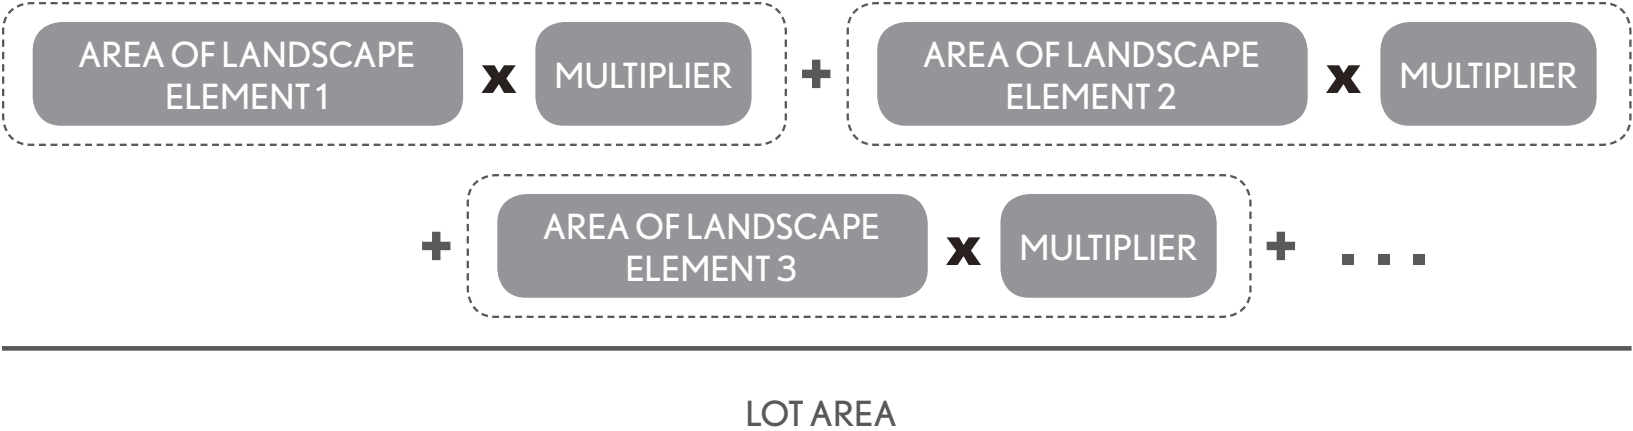 AREA OF LANDSCAPE
ELEMENT 1
x
MULTIPLIER
+
AREA OF LANDSCAPE
ELEMENT 2
x
MULTIPLIER
+
AREA OF LANDSCAPE
ELEMENT 3
x
MULTIPLIER
+
. . .
LOT AREA